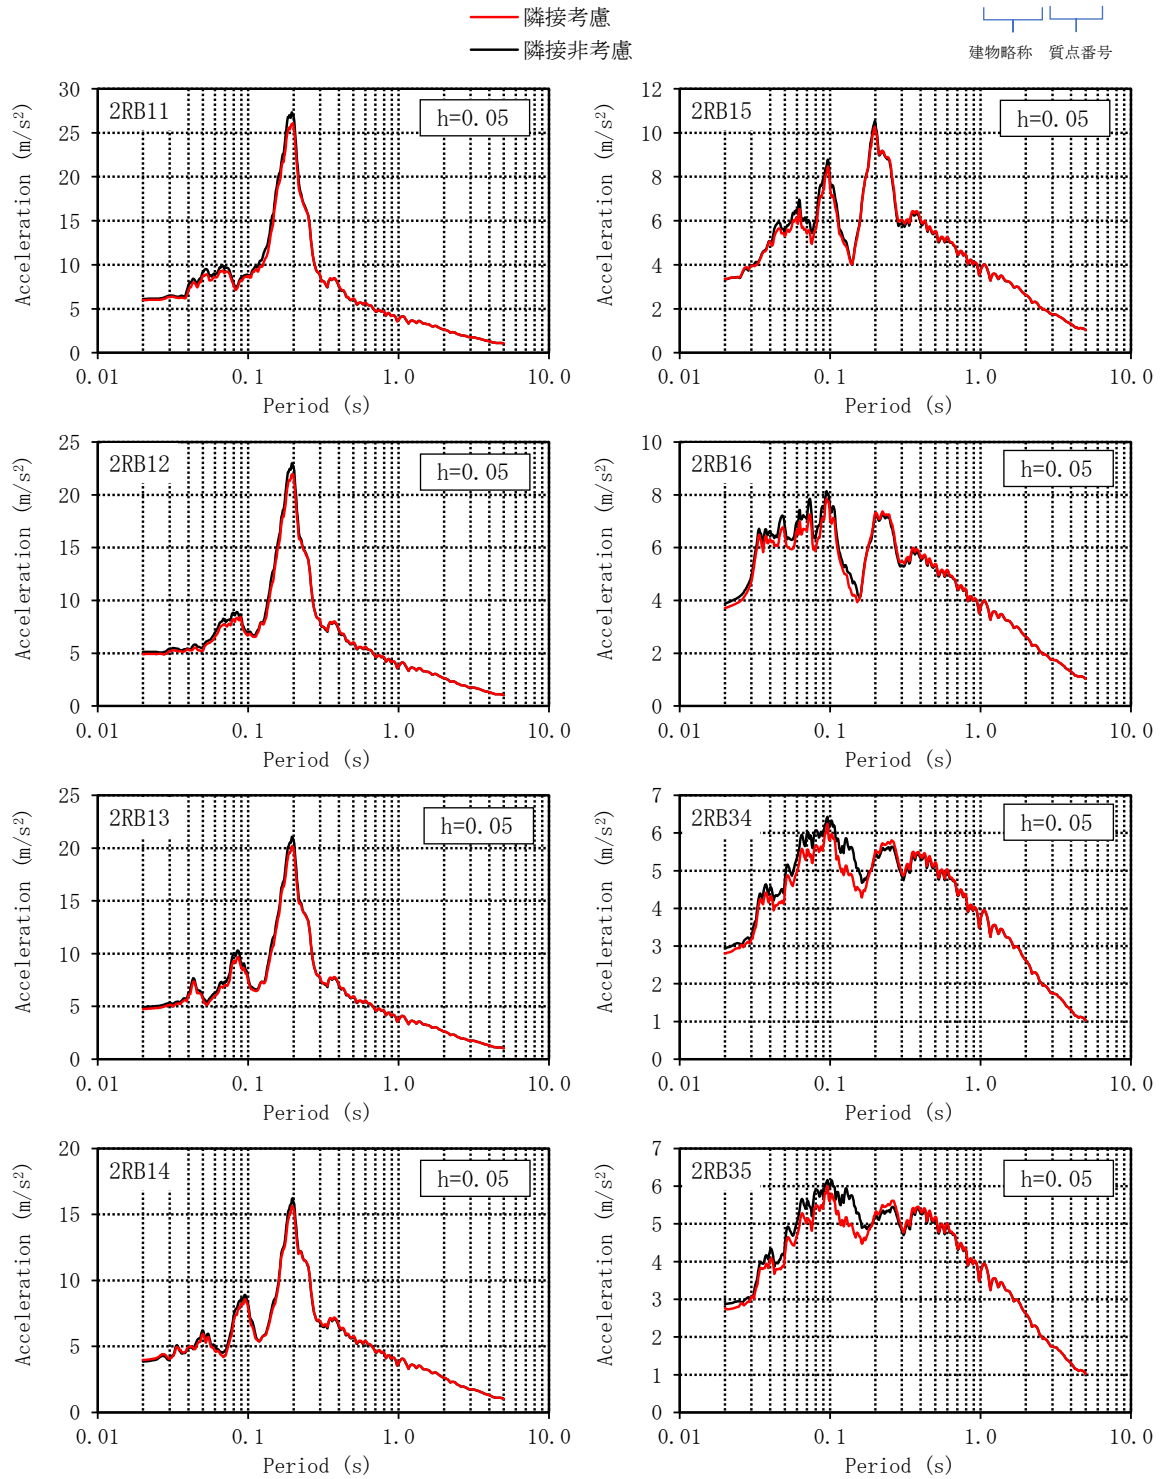 隣接考慮
隣接非考慮
建物略称 質点番号
2RB11
h=0.05
Acceleration (m/s²)
30
25
20
15
10
5
0
0.01 0.1 1.0 10.0
Period (s)
2RB15
h=0.05
Acceleration (m/s²)
12
10
8
6
4
2
0
0.01 0.1 1.0 10.0
Period (s)
2RB12
h=0.05
Acceleration (m/s²)
25
20
15
10
5
0
0.01 0.1 1.0 10.0
Period (s)
2RB16
h=0.05
Acceleration (m/s²)
10
8
6
4
2
0
0.01 0.1 1.0 10.0
Period (s)
2RB13
h=0.05
Acceleration (m/s²)
25
20
15
10
5
0
0.01 0.1 1.0 10.0
Period (s)
2RB34
h=0.05
Acceleration (m/s²)
7
6
5
4
3
2
1
0
0.01 0.1 1.0 10.0
Period (s)
2RB14
h=0.05
Acceleration (m/s²)
20
15
10
5
0
0.01 0.1 1.0 10.0
Period (s)
2RB35
h=0.05
Acceleration (m/s²)
7
6
5
4
3
2
1
0
0.01 0.1 1.0 10.0
Period (s)